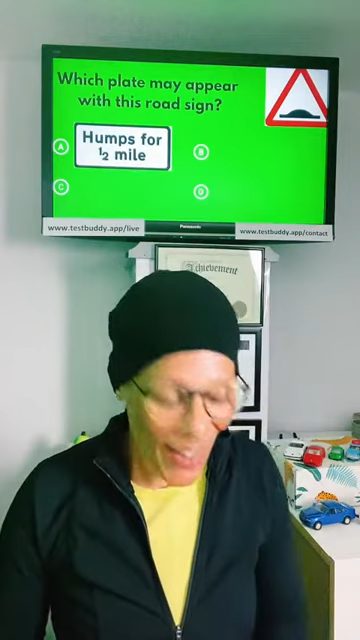 Which plate may appear
with this road sign?
A
Humps for
½ mile
B
C
D
www.testbuddy.app/live
Panasonic
www.testbuddy.app/contact
Achievement